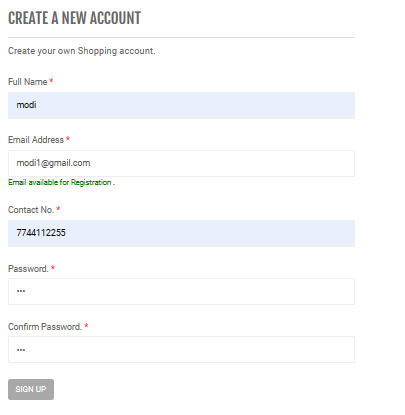 CREATE A NEW ACCOUNT
Create your own Shopping account.
Full Name *
modi
Email Address *
modi1@gmail.com
Email available for Registration .
Contact No. *
7744112255
Password. *
•••
Confirm Password. *
•••
SIGN UP